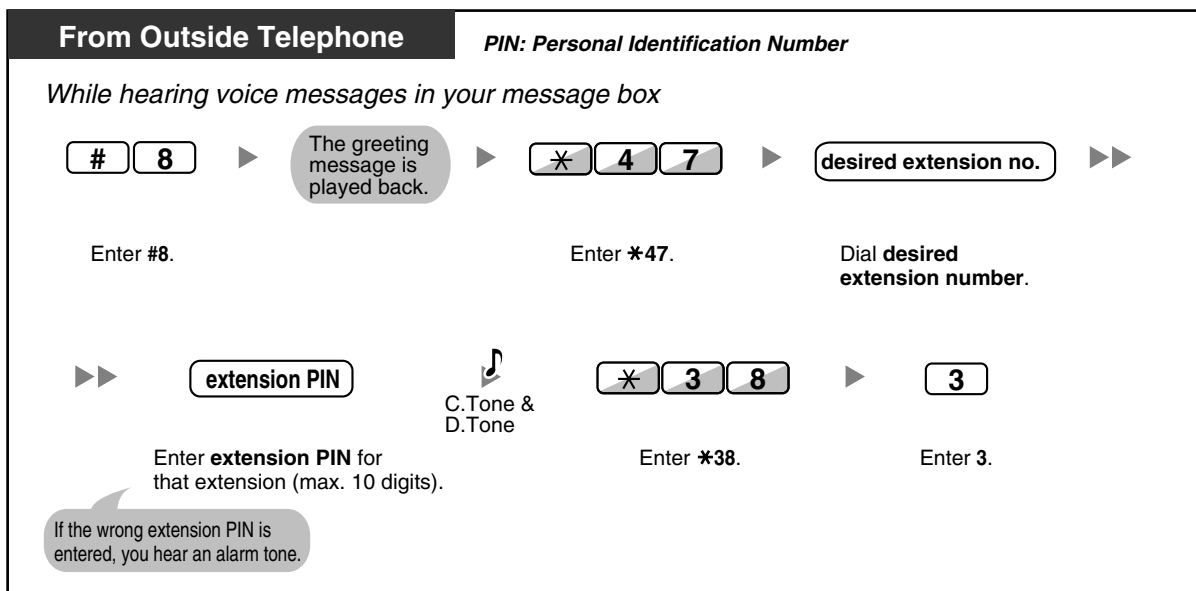 From Outside Telephone
PIN: Personal Identification Number
While hearing voice messages in your message box
# 8
The greeting
message is
played back.
* 4 7
desired extension no.
Enter #8.
Enter *47.
Dial desired
extension number.
extension PIN
C.Tone &
D.Tone
* 3 8
3
Enter extension PIN for
that extension (max. 10 digits).
Enter *38.
Enter 3.
If the wrong extension PIN is
entered, you hear an alarm tone.